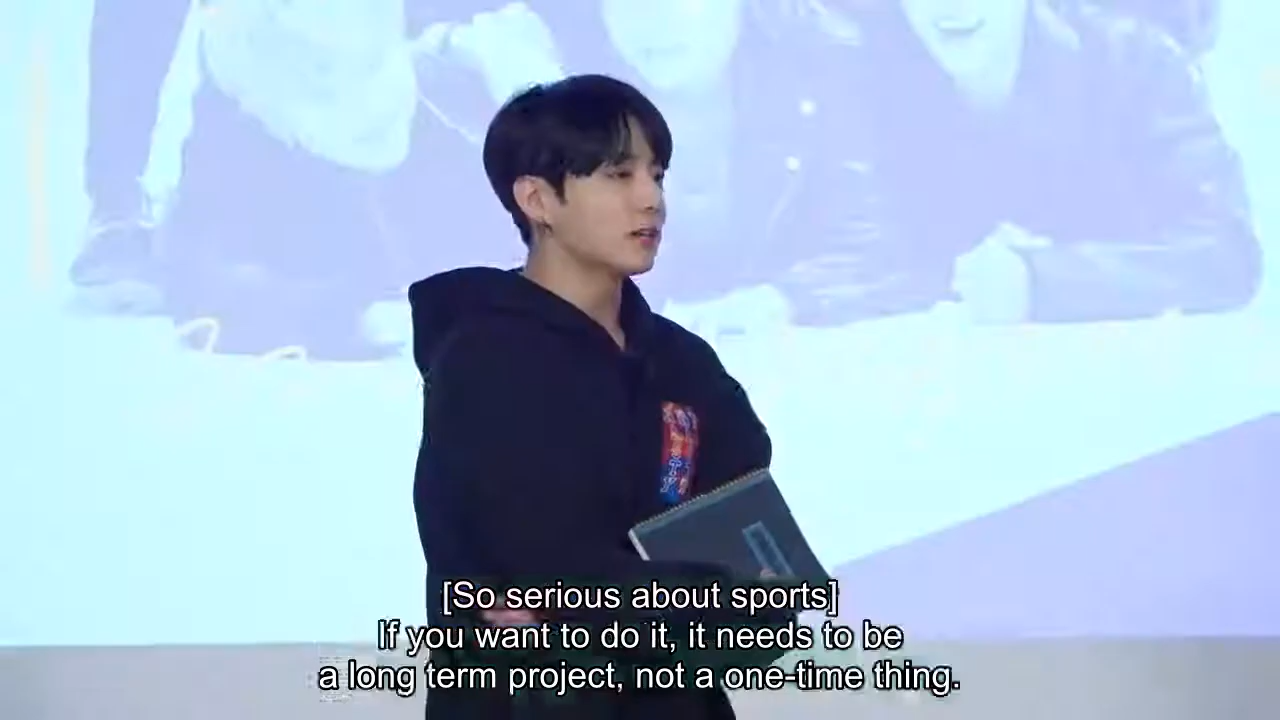 [So serious about sports]
If you want to do it, it needs to be
a long term project, not a one-time thing.